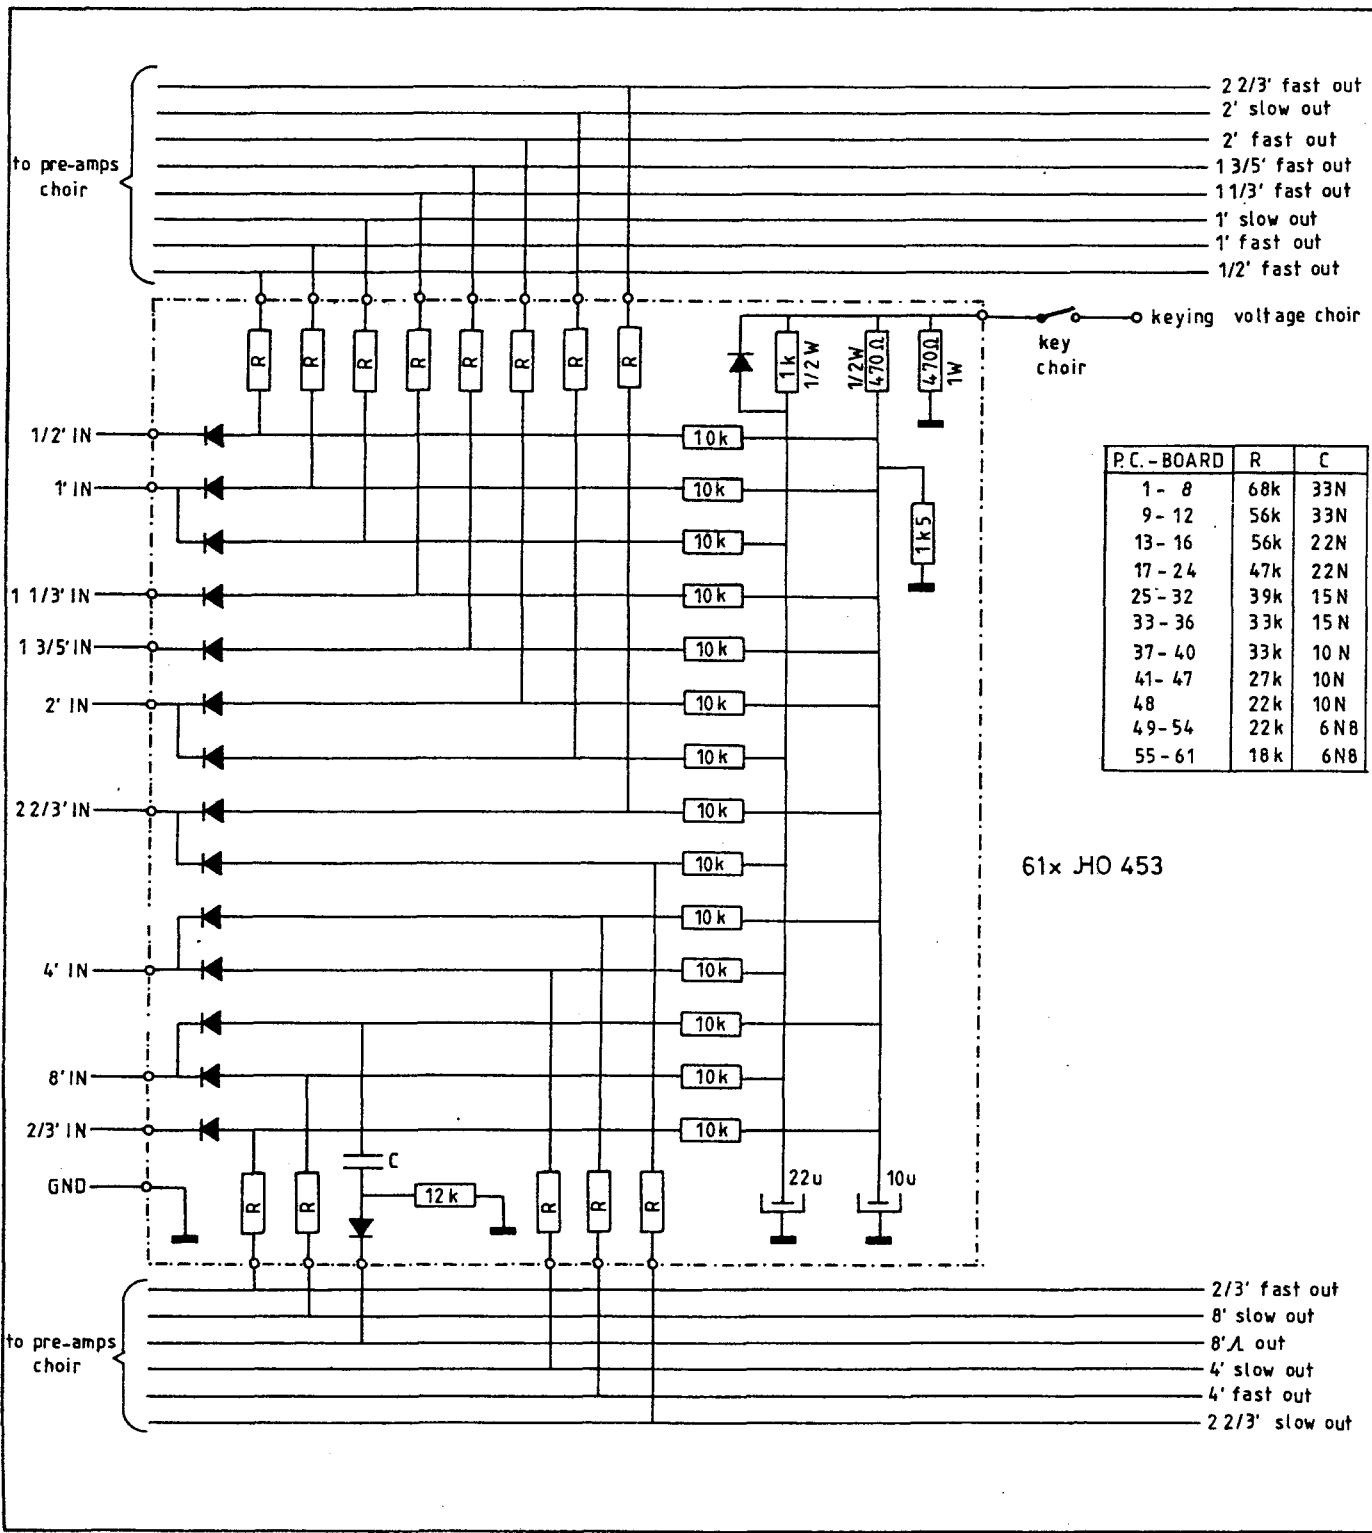 2 2/3' fast out
2' slow out
2' fast out
1 3/5' fast out
1 1/3' fast out
1' slow out
1' fast out
1/2' fast out
to pre-amps
choir
keying voltage choir
key
choir
R R R R R R R R
1k
1/2 W
1/2W
470Ω
470Ω
1W
1/2' IN
10k
1' IN
10k
10k
1k5
1 1/3' IN
10k
1 3/5' IN
10k
2' IN
10k
10k
2 2/3' IN
10k
10k
10k
4' IN
10k
10k
8' IN
10k
2/3' IN
10k
GND
C
12k
R R R R R
22u
10u
P.C.-BOARD R C
1 - 8 68k 33N
9 - 12 56k 33N
13 - 16 56k 22N
17 - 24 47k 22N
25 - 32 39k 15N
33 - 36 33k 15N
37 - 40 33k 10N
41 - 47 27k 10N
48 22k 10N
49 - 54 22k 6N8
55 - 61 18k 6N8
61x JHO 453
to pre-amps
choir
2/3' fast out
8' slow out
8' out
4' slow out
4' fast out
2 2/3' slow out